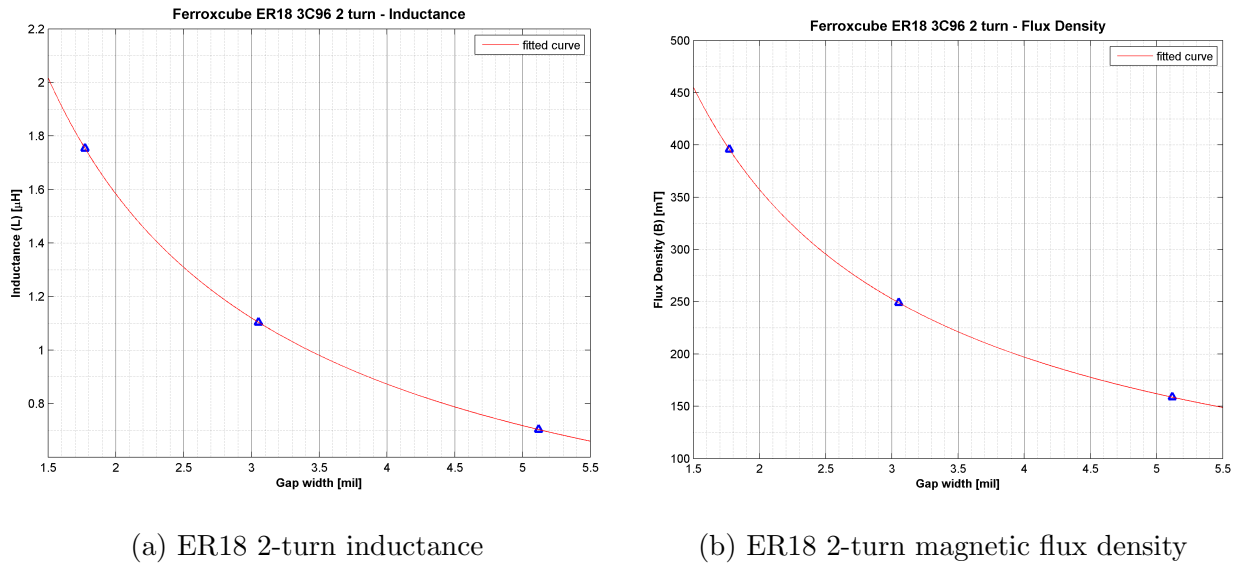 Ferroxcube ER18 3C96 2 turn - Inductance
fitted curve
Inductance (L) [μH]
2.2
2
1.8
1.6
1.4
1.2
1
0.8
1.5 2 2.5 3 3.5 4 4.5 5 5.5
Gap width [mil]
(a) ER18 2-turn inductance
Ferroxcube ER18 3C96 2 turn - Flux Density
fitted curve
Flux Density (B) [mT]
500
450
400
350
300
250
200
150
100
1.5 2 2.5 3 3.5 4 4.5 5 5.5
Gap width [mil]
(b) ER18 2-turn magnetic flux density